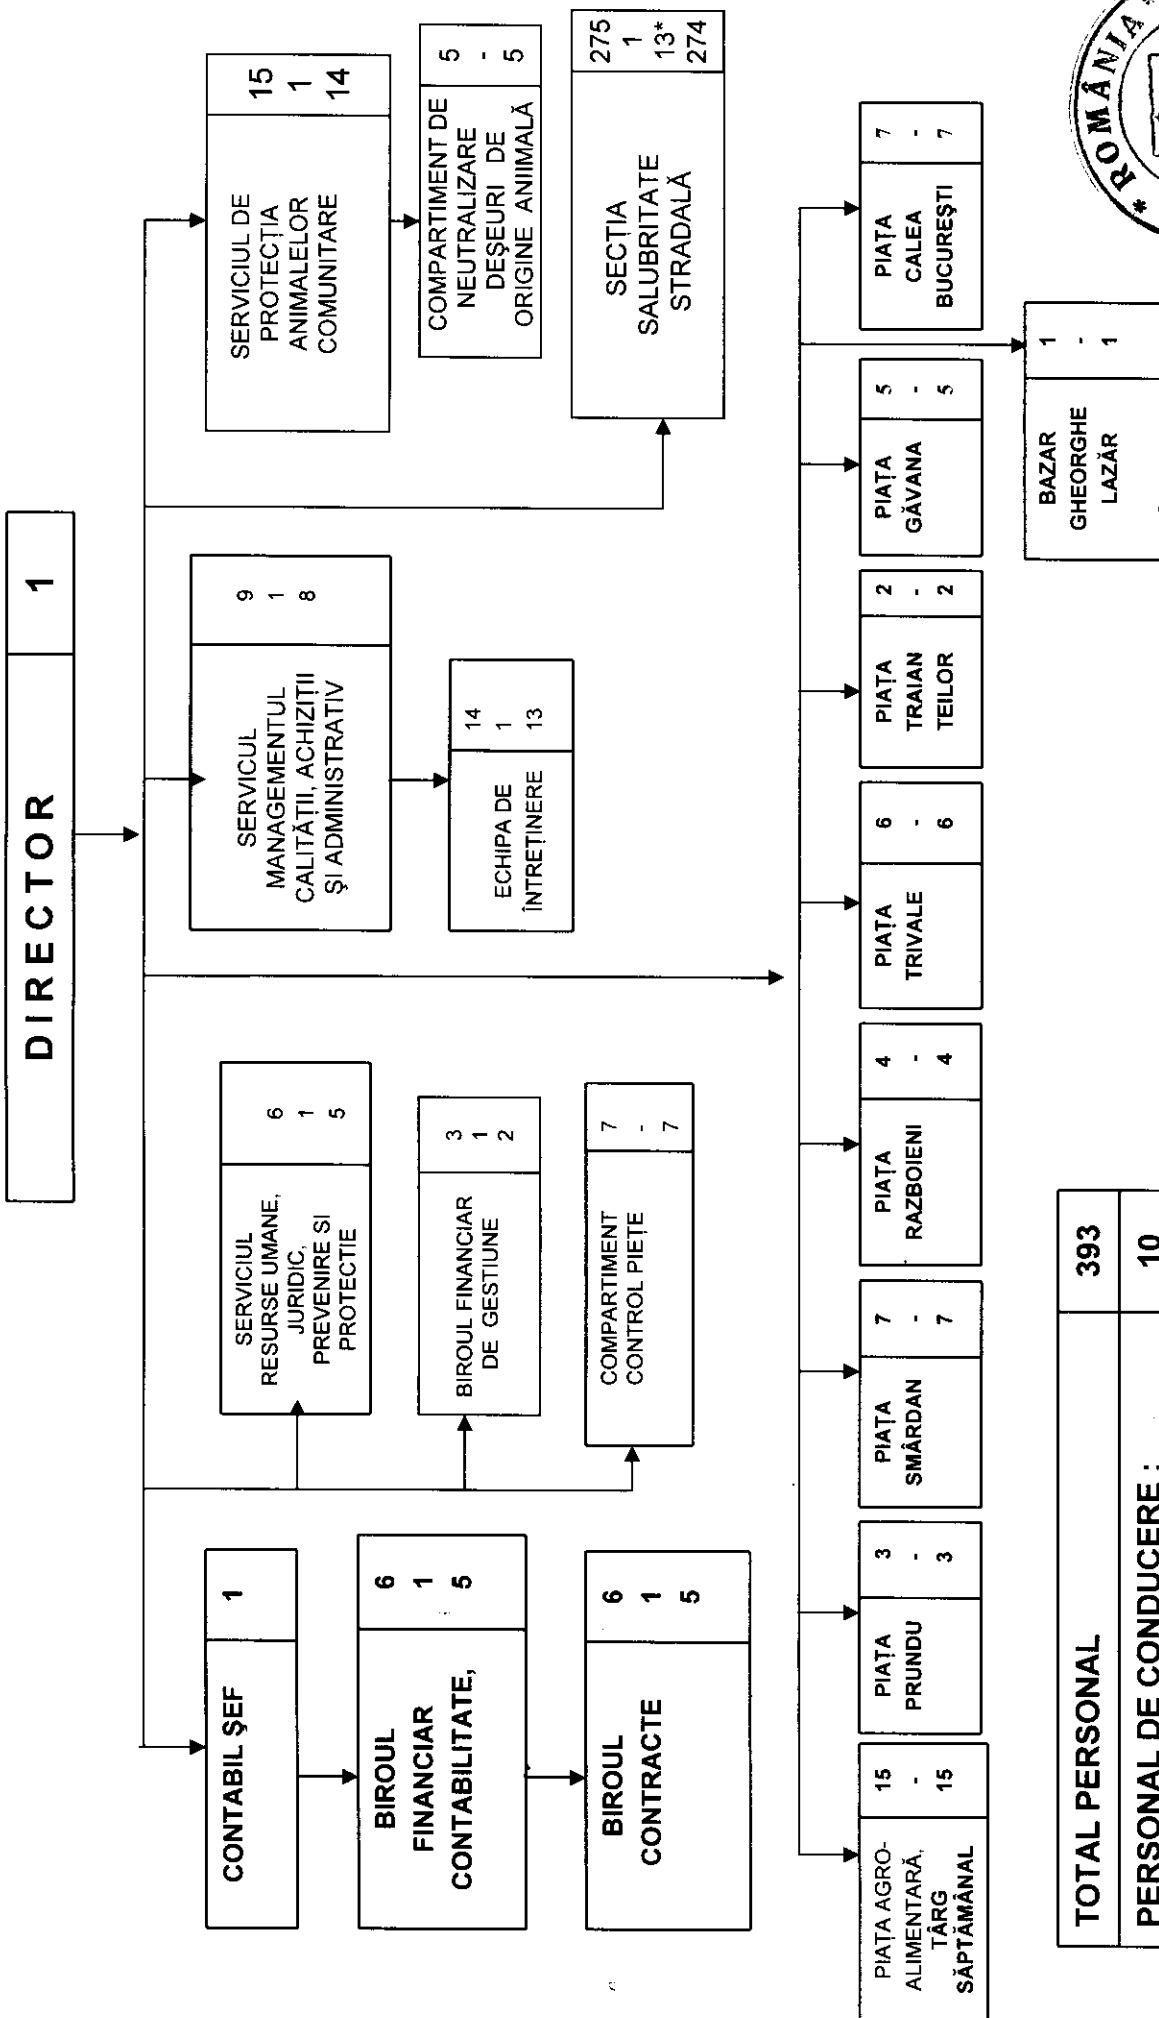 DIRECTOR 1
CONTABIL ŞEF 1
BIROUL
FINANCIAR
CONTABILITATE,
6
1
5
BIROUL
CONTRACTE
6
1
5
SERVICIUL
RESURSE UMANE,
JURIDIC,
PREVENIRE SI
PROTECTIE
6
1
5
BIROUL FINANCIAR
DE GESTIUNE
3
1
2
COMPARTIMENT
CONTROL PIEȚE
7
-
7
SERVICUL
MANAGEMENTUL
CALITĂȚII, ACHIZIȚII
ŞI ADMINISTRATIV
9
1
8
ECHIPA DE
ÎNTREȚINERE
14
1
13
SERVICIUL DE
PROTECȚIA
ANIMALELOR
COMUNITARE
15
1
14
COMPARTIMENT DE
NEUTRALIZARE
DEŞEURI DE
ORIGINE ANIIMALĂ
5
-
5
SECȚIA
SALUBRITATE
STRADALĂ
275
1
13*
274
PIAȚA AGRO-
ALIMENTARĂ,
TÂRG
SĂPTĂMÂNAL
15
-
15
PIAȚA
PRUNDU
3
-
3
PIAȚA
SMÂRDAN
7
-
7
PIAȚA
RAZBOIENI
4
-
4
PIAȚA
TRIVALE
6
-
6
PIAȚA
TRAIAN
TEILOR
2
-
2
PIAȚA
GĂVANA
5
-
5
PIAȚA
CALEA
BUCUREŞTI
7
-
7
BAZAR
GHEORGHE
LAZĂR
1
-
1
TOTAL PERSONAL 393
PERSONAL DE CONDUCERE : 10
* ROMÂNIA *